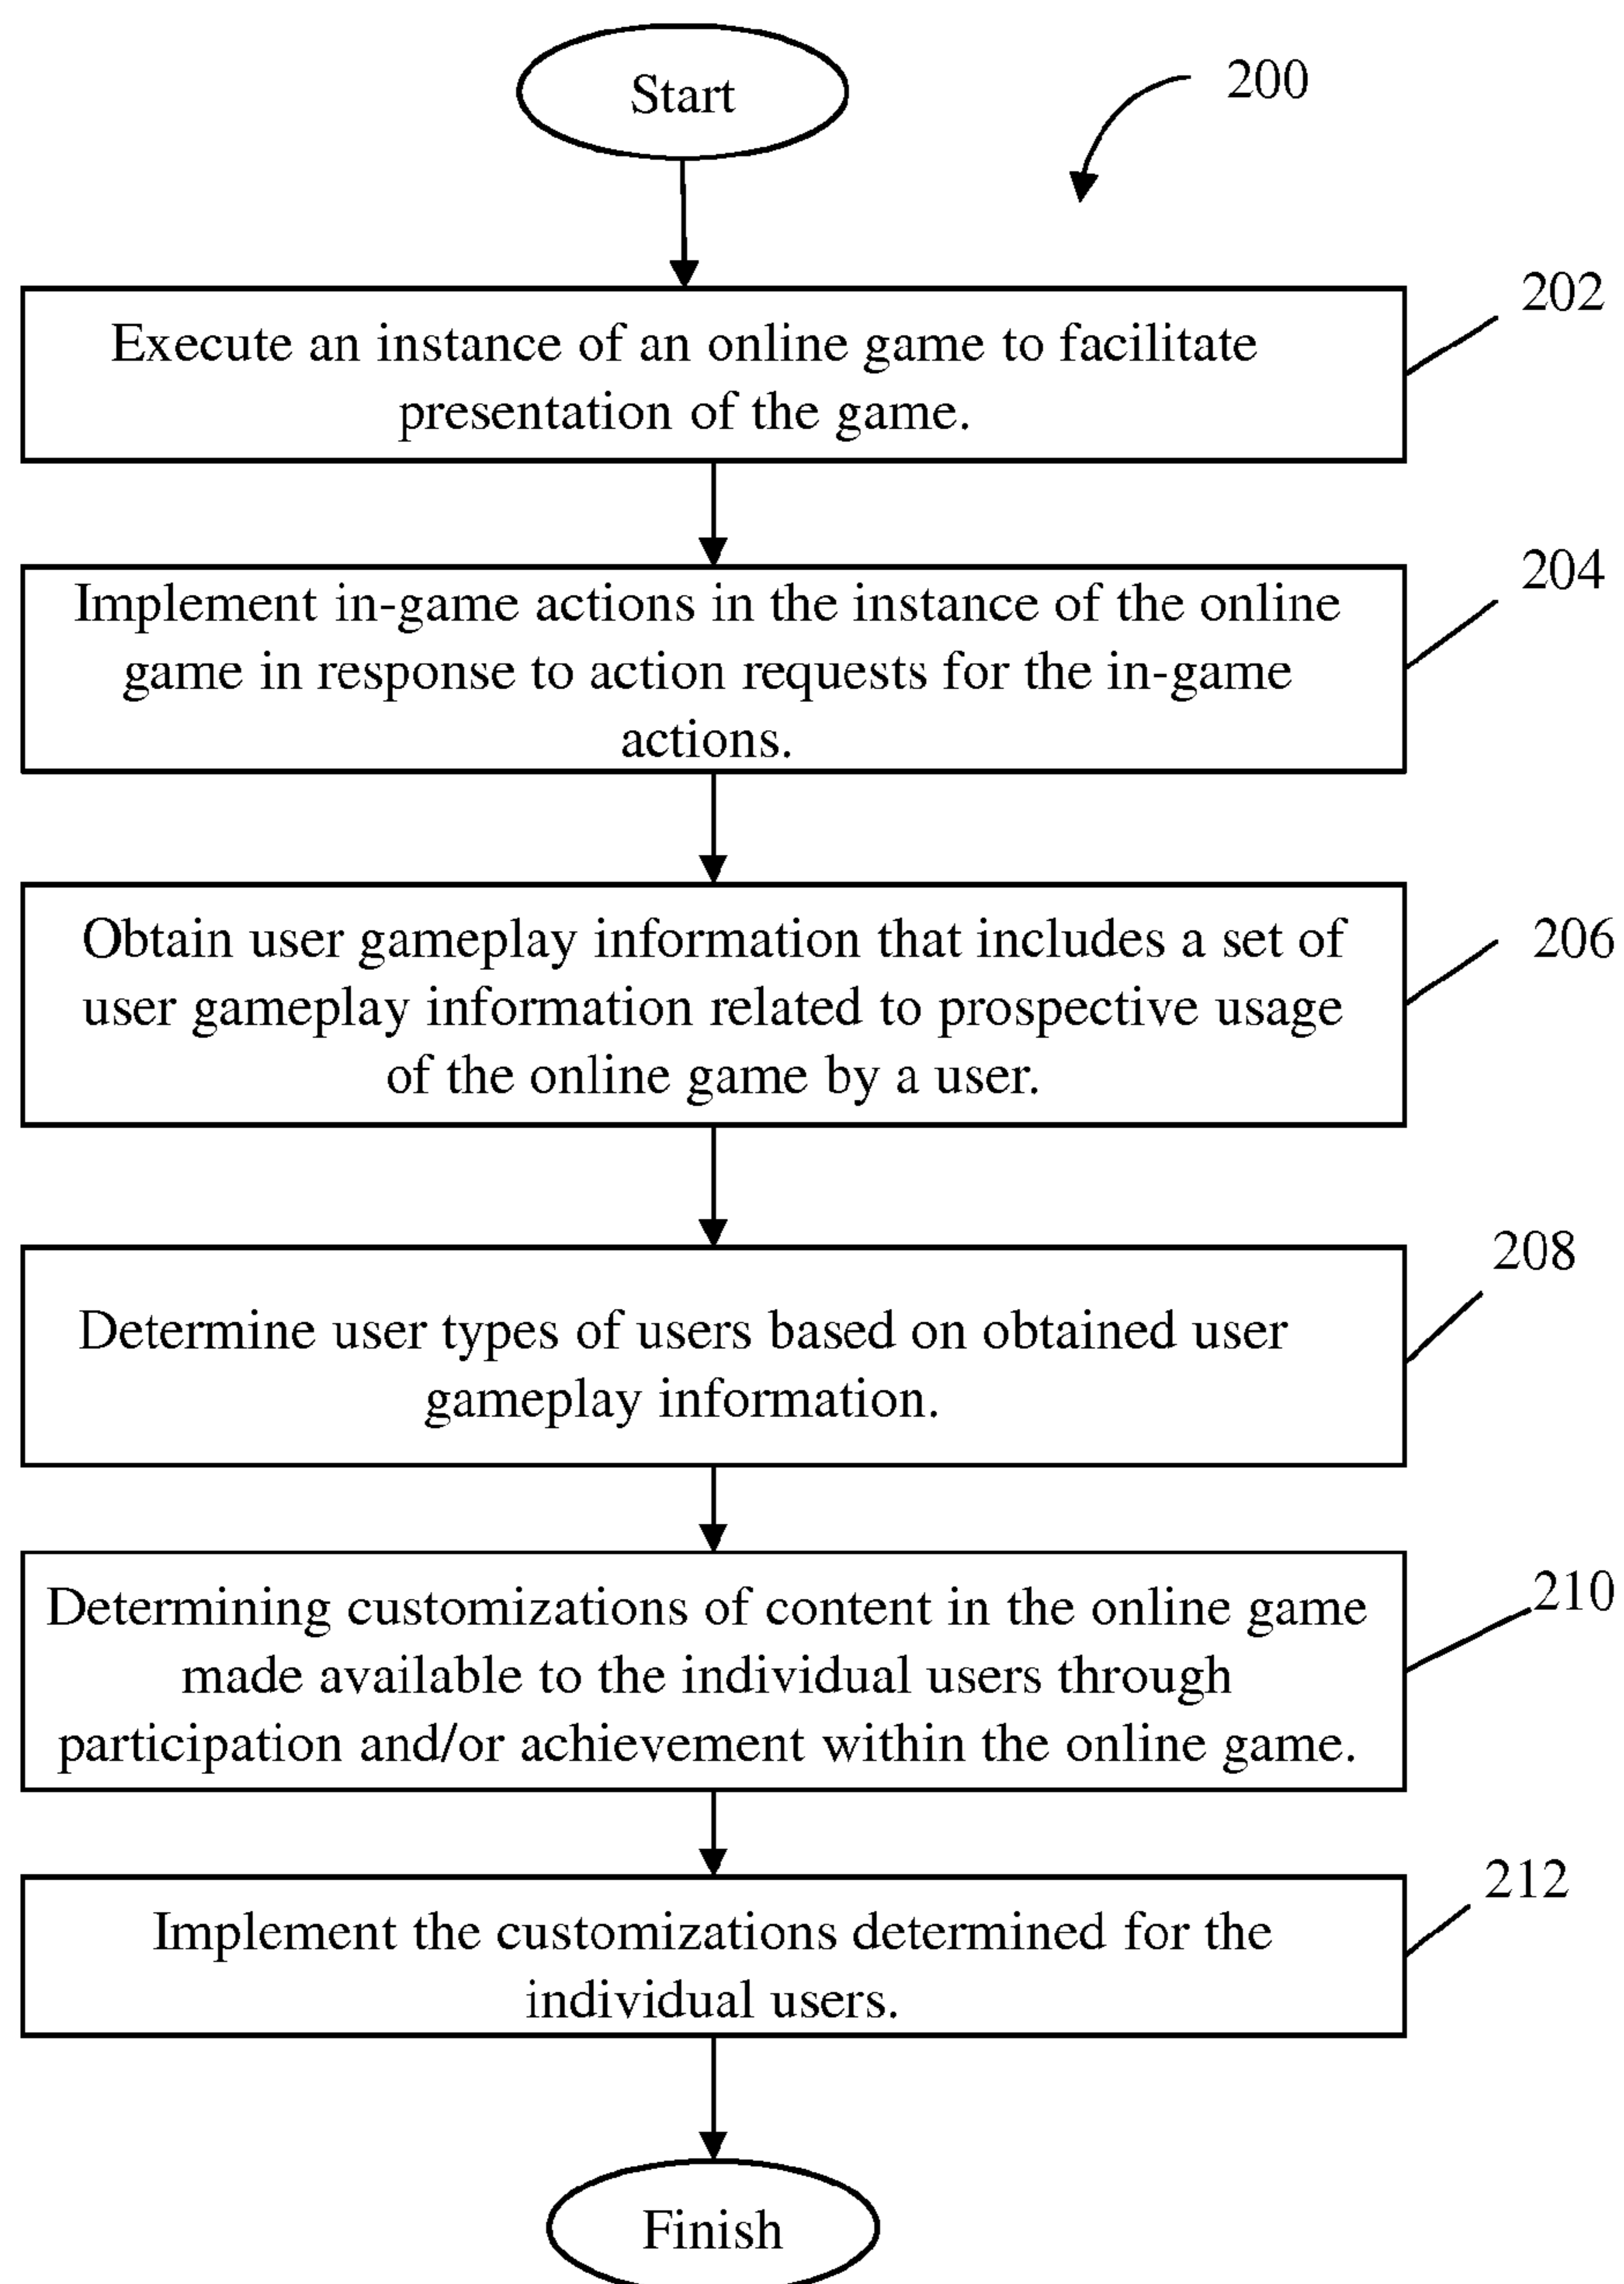 Start
200
202
Execute an instance of an online game to facilitate
presentation of the game.
204
Implement in-game actions in the instance of the online
game in response to action requests for the in-game
actions.
206
Obtain user gameplay information that includes a set of
user gameplay information related to prospective usage
of the online game by a user.
208
Determine user types of users based on obtained user
gameplay information.
210
Determining customizations of content in the online game
made available to the individual users through
participation and/or achievement within the online game.
212
Implement the customizations determined for the
individual users.
Finish